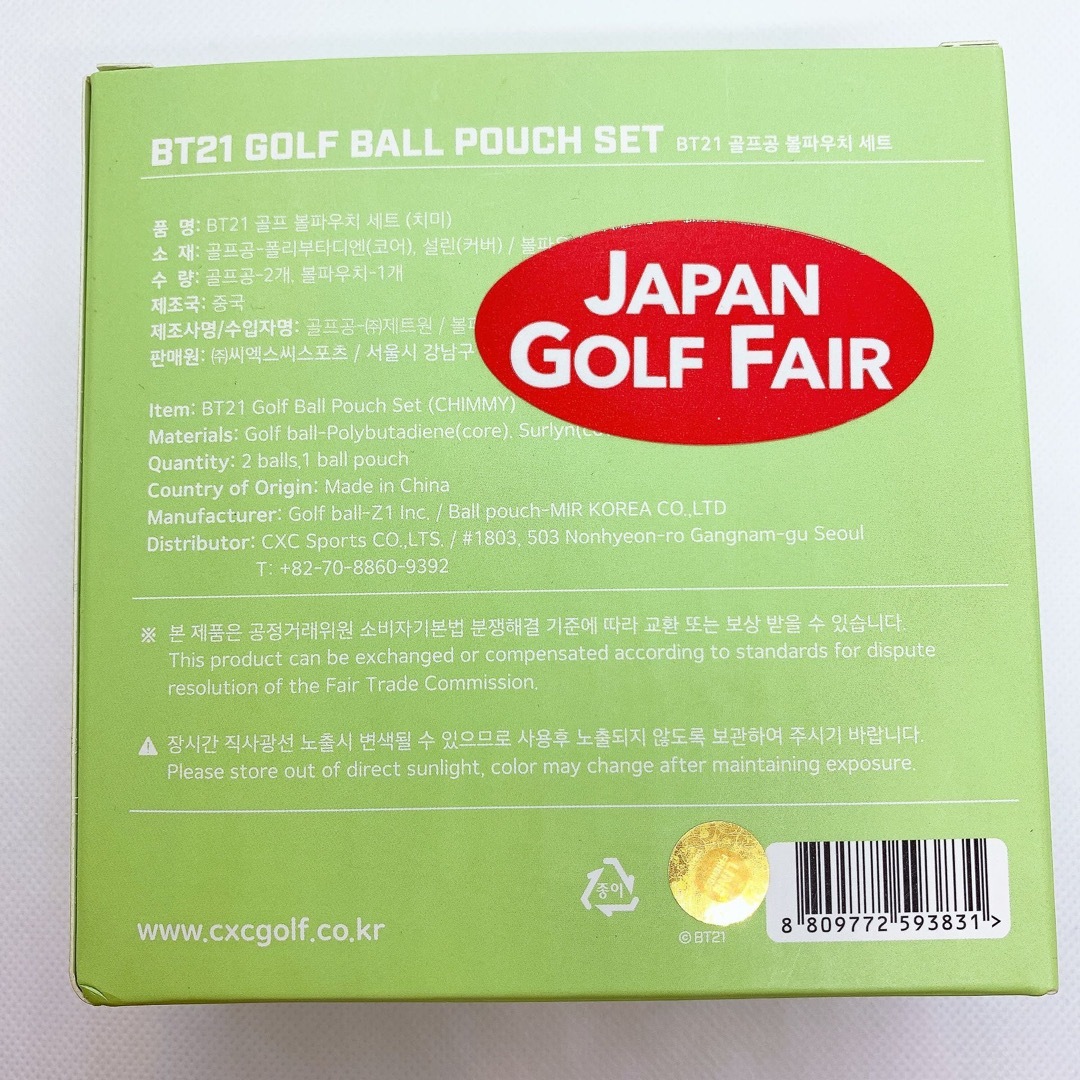 BT21 GOLF BALL POUCH SET BT21 골프공 볼파우치 세트
품 명: BT21 골프 볼파우치 세트 (치미)
소 재: 골프공-폴리부타디엔(코어), 설린(커버) /
수 량: 골프공-2개, 볼파우치-1개
제조국: 중국
제조사명/수입자명: 골프공-㈜제트원 /
판매원: ㈜씨엑스씨스포츠 / 서울시 강남구
JAPAN
GOLF FAIR
Item: BT21 Golf Ball Pouch Set (CHIMMY)
Materials: Golf ball-Polybutadiene(core), Surlyn
Quantity: 2 balls,1 ball pouch
Country of Origin: Made in China
Manufacturer: Golf ball-Z1 Inc. / Ball pouch-MIR KOREA CO.,LTD
Distributor: CXC Sports CO.,LTS. / #1803, 503 Nonhyeon-ro Gangnam-gu Seoul
T: +82-70-8860-9392
※ 본 제품은 공정거래위원 소비자기본법 분쟁해결 기준에 따라 교환 또는 보상 받을 수 있습니다.
This product can be exchanged or compensated according to standards for dispute
resolution of the Fair Trade Commission.
장시간 직사광선 노출시 변색될 수 있으므로 사용후 노출되지 않도록 보관하여 주시기 바랍니다.
Please store out of direct sunlight, color may change after maintaining exposure.
종이
©BT21
8 809772 593831 >
www.cxcgolf.co.kr